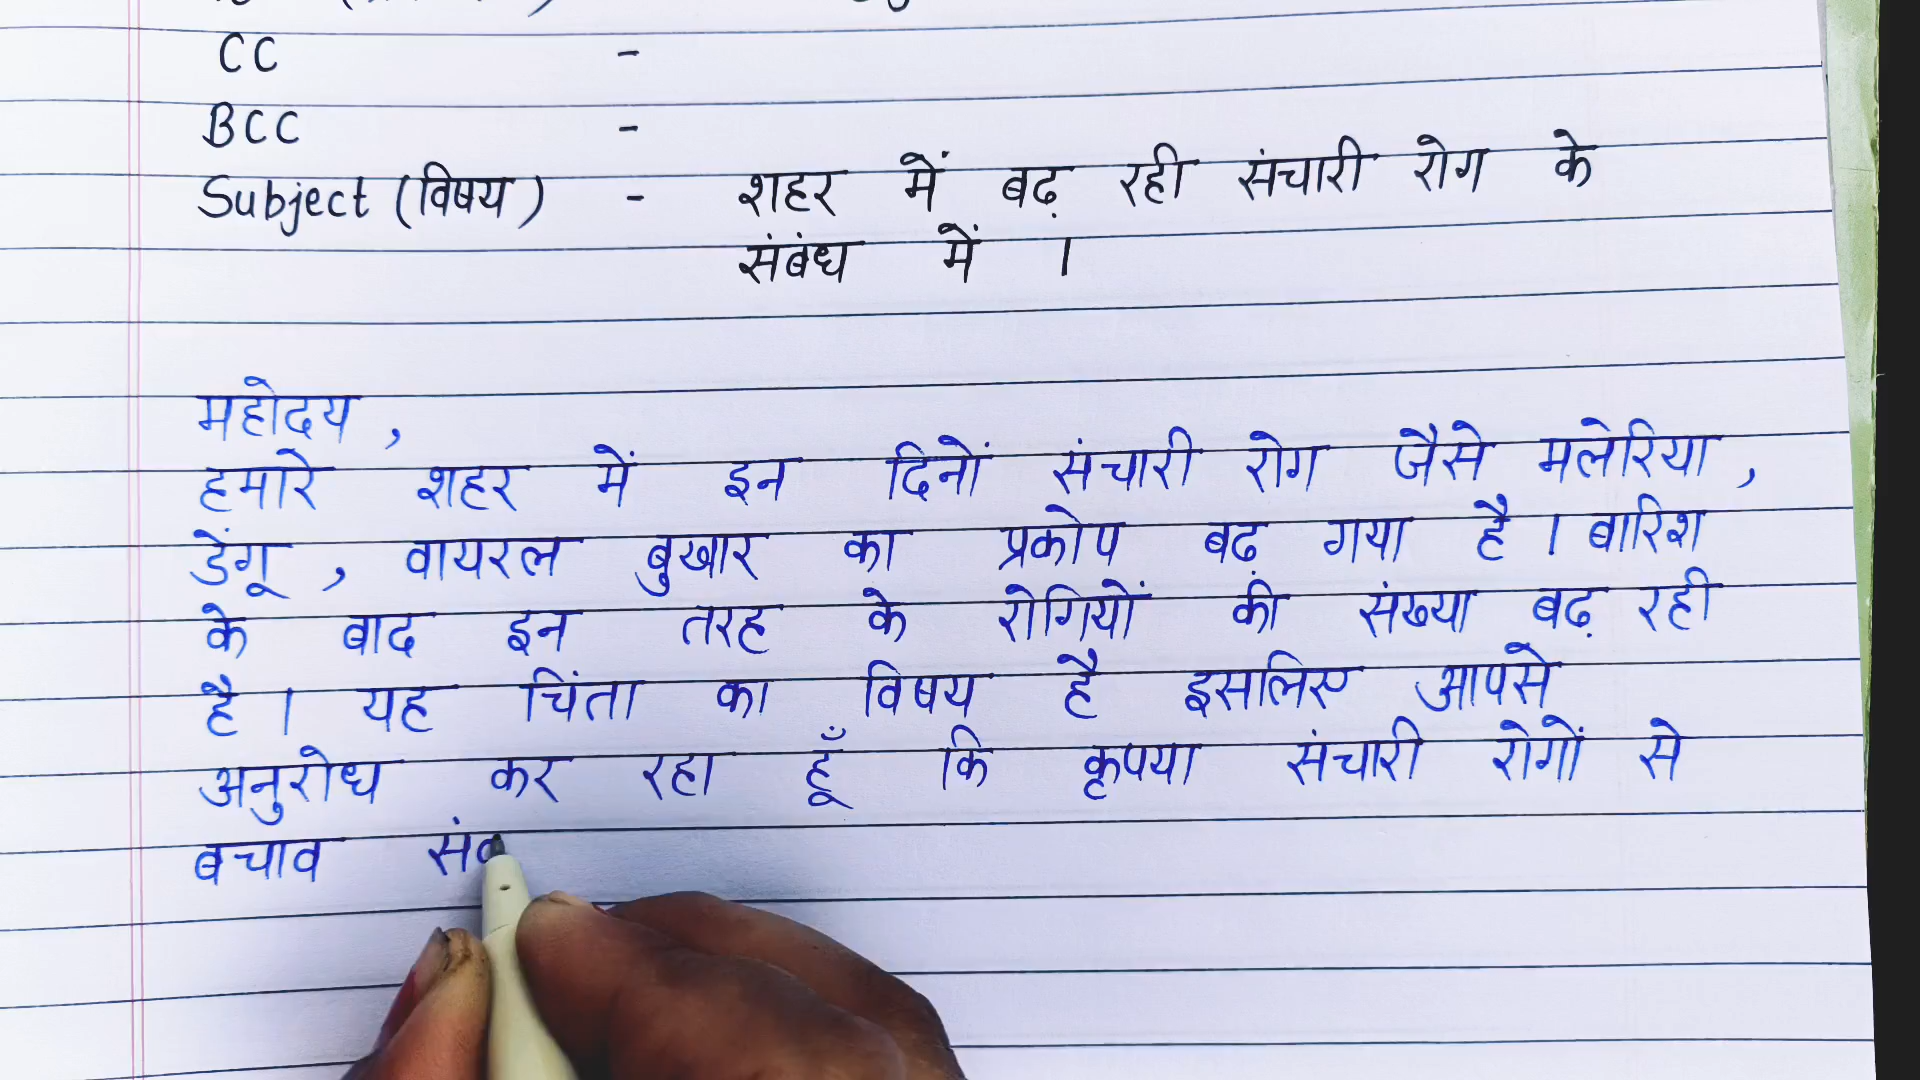 CC -
BCC -
Subject (विषय) - शहर में बढ़ रही संचारी रोग के
संबंध में ।
महोदय ,
हमारे शहर में इन दिनों संचारी रोग जैसे मलेरिया ,
डेंगू , वायरल बुखार का प्रकोप बढ़ गया है । बारिश
के बाद इन तरह के रोगियों की संख्या बढ़ रही
है । यह चिंता का विषय है इसलिए आपसे
अनुरोध कर रहा हूँ कि कृपया संचारी रोगों से
बचाव